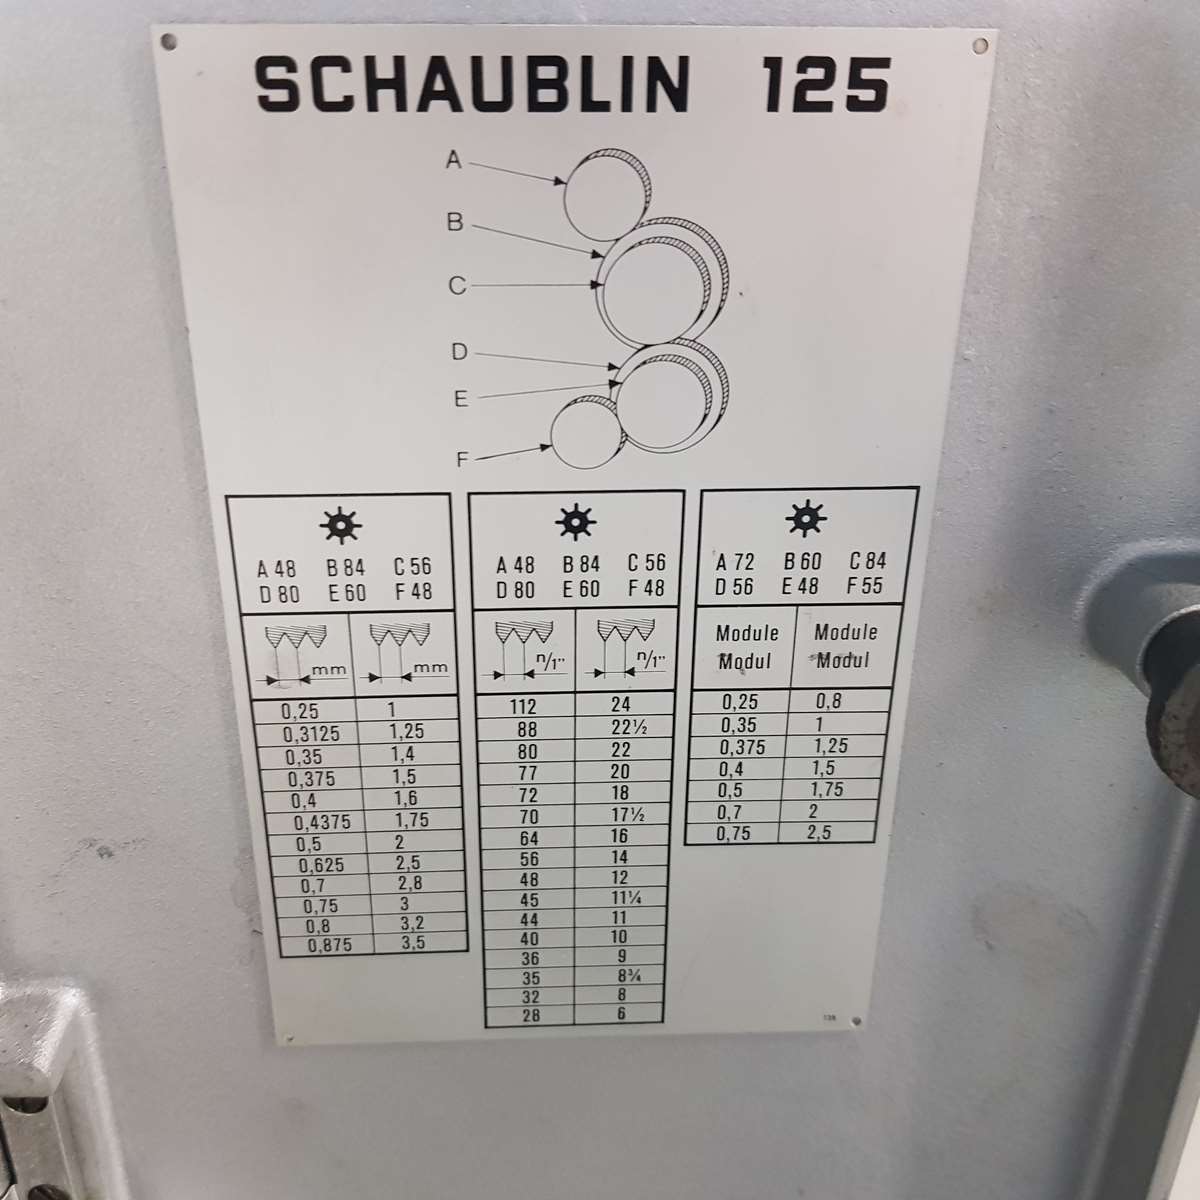 SCHAUBLIN 125
A
B
C
D
E
F
A 48 B 84 C 56
D 80 E 60 F 48
mm mm
0,25 1
0,3125 1,25
0,35 1,4
0,375 1,5
0,4 1,6
0,4375 1,75
0,5 2
0,625 2,5
0,7 2,8
0,75 3
0,8 3,2
0,875 3,5
A 48 B 84 C 56
D 80 E 60 F 48
n/1" n/1"
112 24
88 22½
80 22
77 20
72 18
70 17½
64 16
56 14
48 12
45 11¼
44 11
40 10
36 9
35 8¾
32 8
28 6
A 72 B 60 C 84
D 56 E 48 F 55
Module Module
Modul Modul
0,25 0,8
0,35 1
0,375 1,25
0,4 1,5
0,5 1,75
0,7 2
0,75 2,5